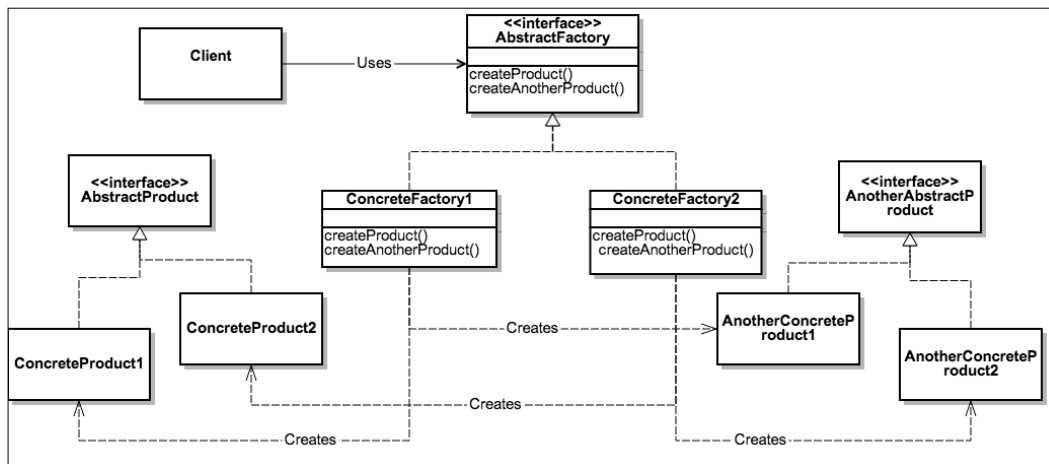 <<interface>>
AbstractFactory
Client
Uses
createProduct()
createAnotherProduct()
<<interface>>
AbstractProduct
<<interface>>
AnotherAbstractP
roduct
ConcreteFactory1
ConcreteFactory2
createProduct()
createAnotherProduct()
createProduct()
createAnotherProduct()
ConcreteProduct2
Creates
AnotherConcreteP
roduct1
ConcreteProduct1
AnotherConcreteP
roduct2
Creates
Creates